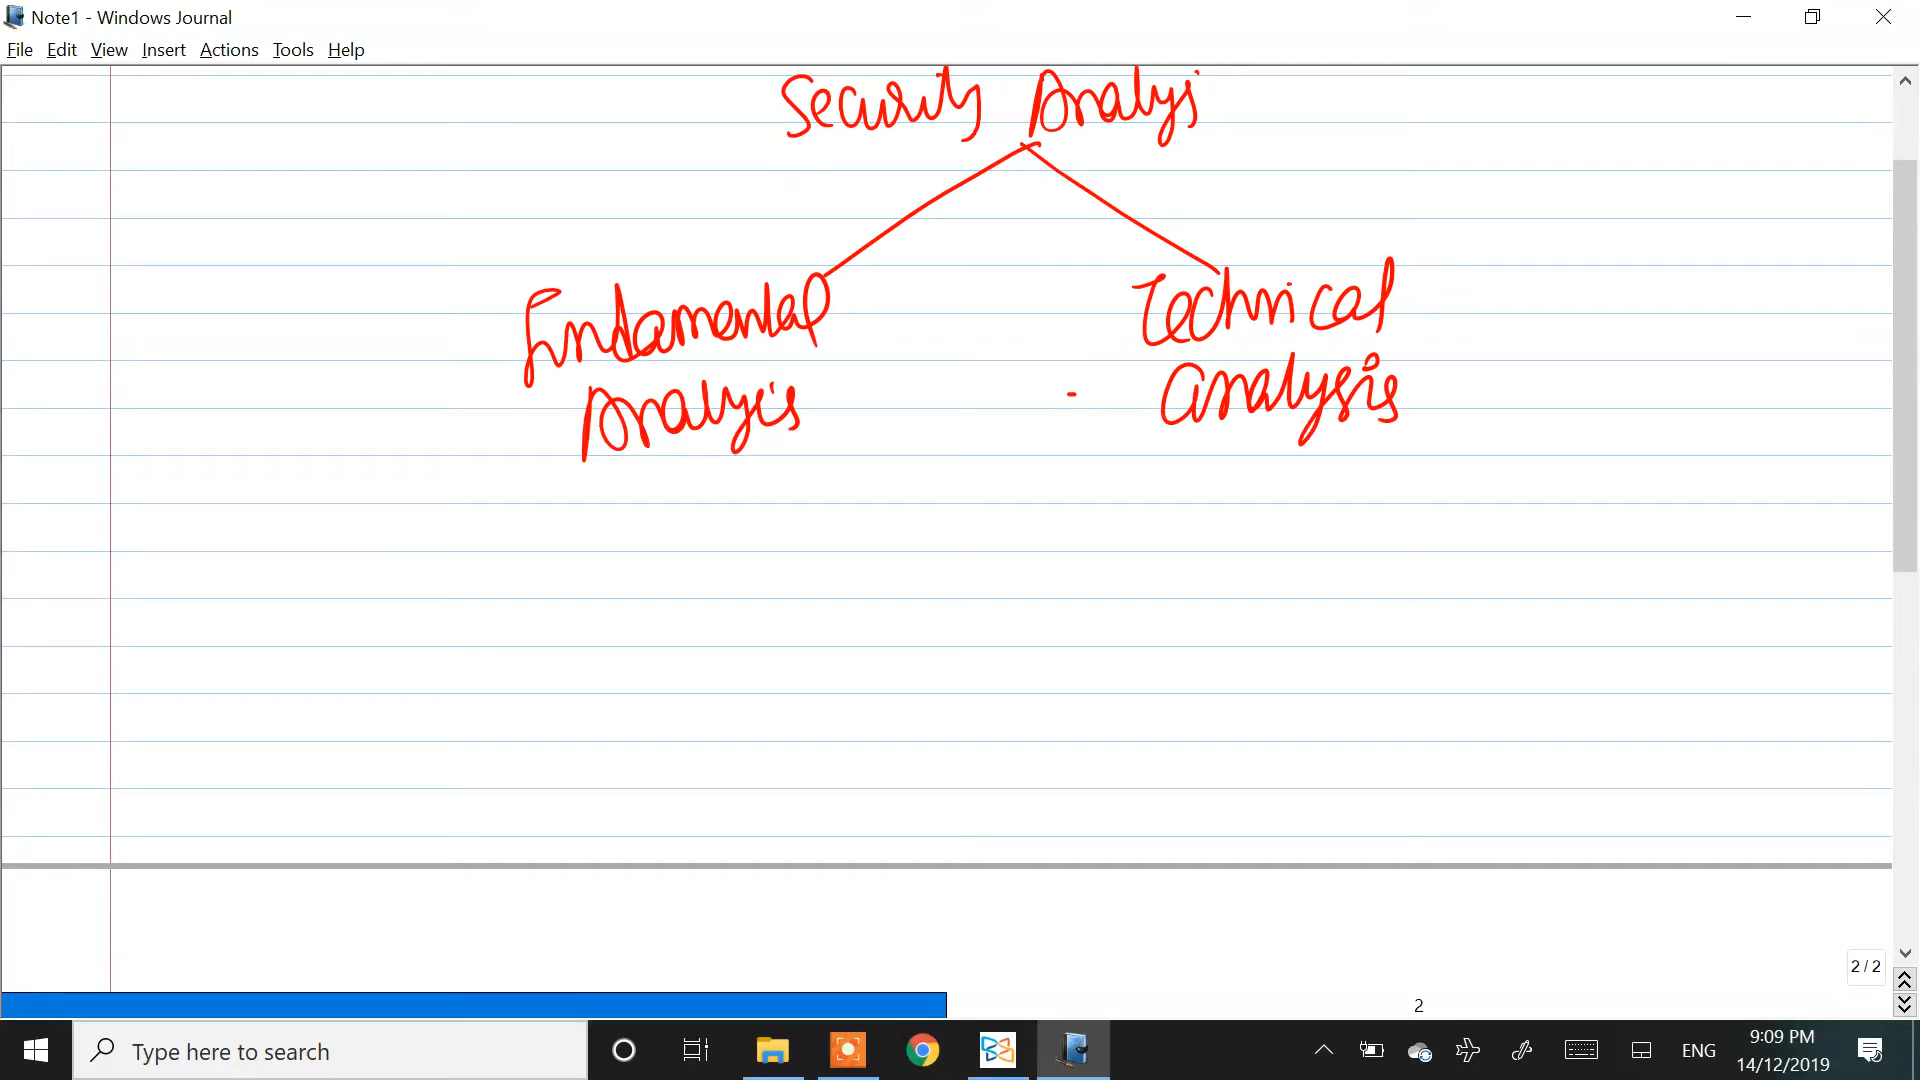 Note1 - Windows Journal
File Edit View Insert Actions Tools Help
Security Analysi
Fundamental Technical
Analysis - analysis
2 / 2
2
Type here to search
ENG
9:09 PM
14/12/2019